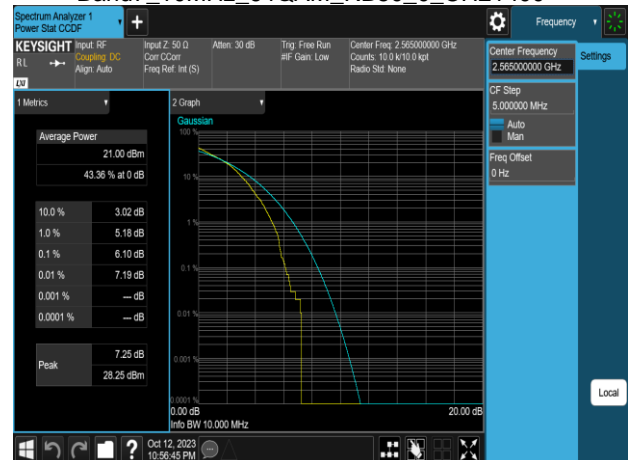 Spectrum Analyzer 1
Power Stat CCDF
Frequency
KEYSIGHT
RL
LXI
Input: RF
Coupling: DC
Align: Auto
Input Z: 50 Ω
Corr CCorr
Freq Ref: Int (S)
Atten: 30 dB
Trig: Free Run
#IF Gain: Low
Center Freq: 2.565000000 GHz
Counts: 10.0 k/10.0 kpt
Radio Std: None
Center Frequency
2.565000000 GHz
Settings
CF Step
5.000000 MHz
Auto
Man
Freq Offset
0 Hz
1 Metrics
Average Power
21.00 dBm
43.36 % at 0 dB
10.0 % 3.02 dB
1.0 % 5.18 dB
0.1 % 6.10 dB
0.01 % 7.19 dB
0.001 % --- dB
0.0001 % --- dB
Peak
7.25 dB
28.25 dBm
2 Graph
Gaussian
100 %
10 %
1 %
0.1 %
0.01 %
0.001 %
0.0001 %
0.00 dB 20.00 dB
Info BW 10.000 MHz
Local
?
Oct 12, 2023
10:56:45 PM